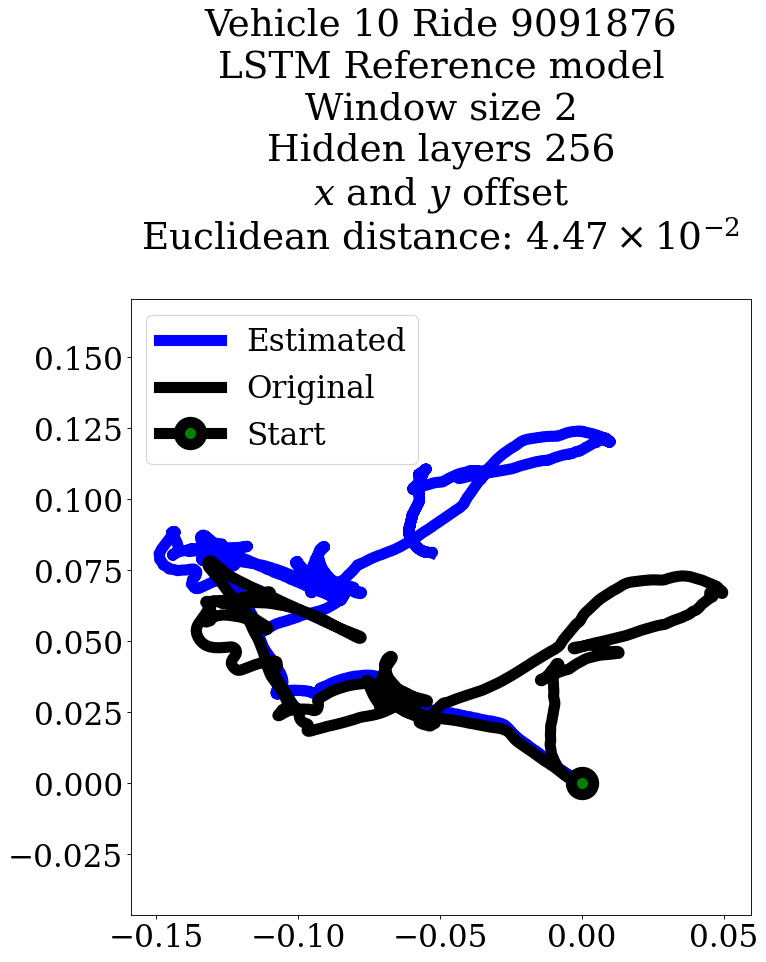 Vehicle 10 Ride 9091876
LSTM Reference model
Window size 2
Hidden layers 256
x and y offset
Euclidean distance: 4.47 × 10⁻²
Estimated
Original
Start
0.150
0.125
0.100
0.075
0.050
0.025
0.000
−0.025
−0.15
−0.10
−0.05
0.00
0.05